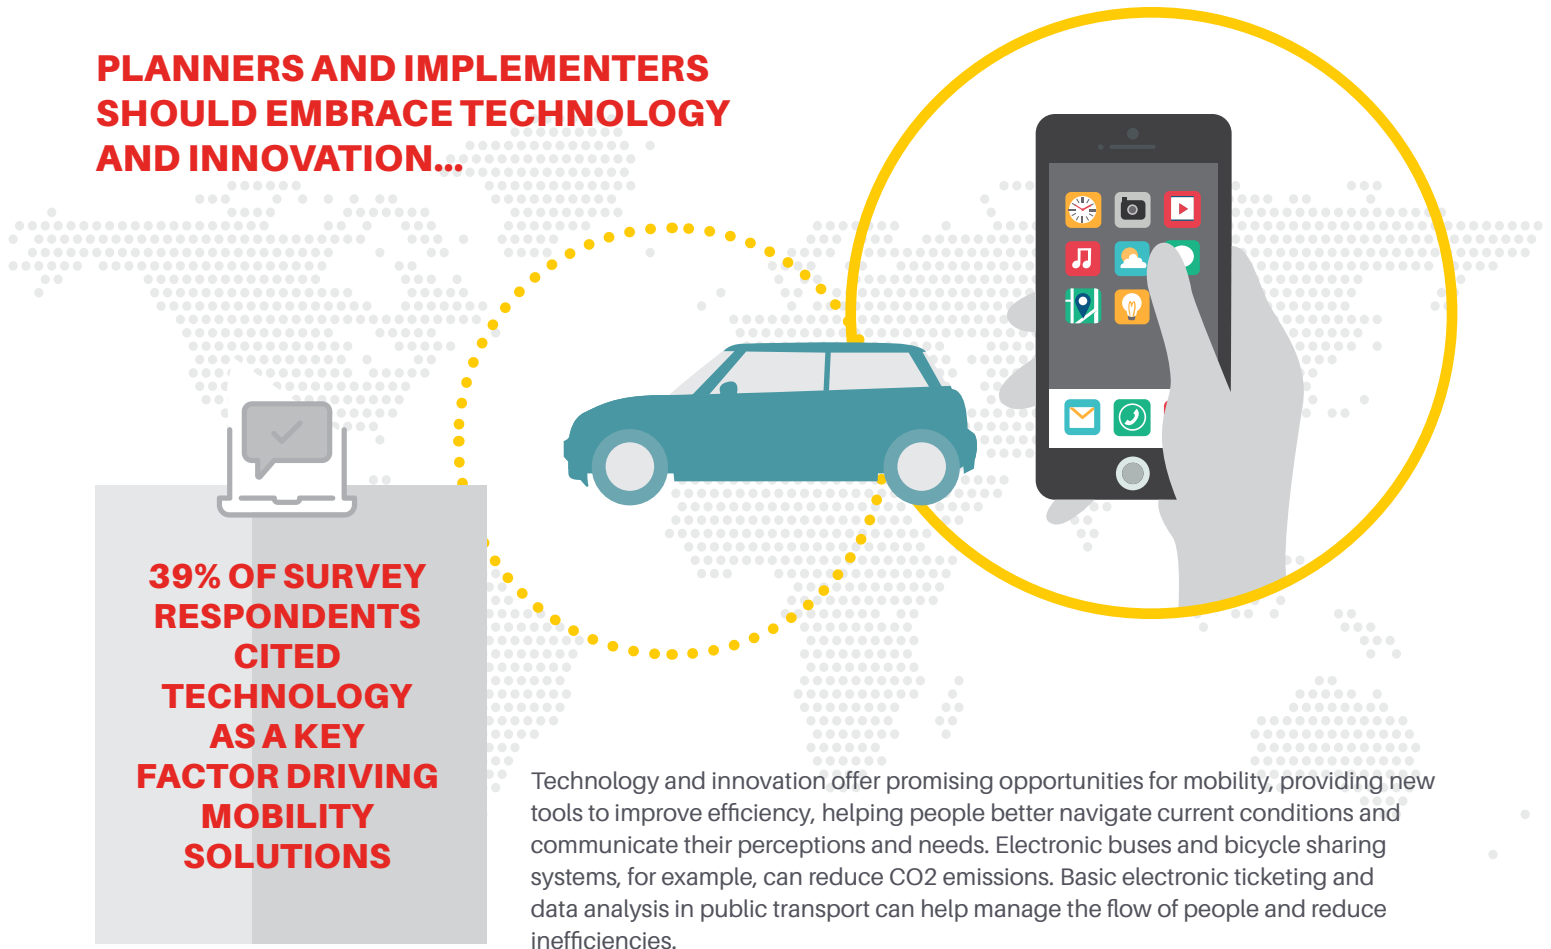 PLANNERS AND IMPLEMENTERS
SHOULD EMBRACE TECHNOLOGY
AND INNOVATION...
39% OF SURVEY
RESPONDENTS
CITED
TECHNOLOGY
AS A KEY
FACTOR DRIVING
MOBILITY
SOLUTIONS
Technology and innovation offer promising opportunities for mobility, providing new
tools to improve efficiency, helping people better navigate current conditions and
communicate their perceptions and needs. Electronic buses and bicycle sharing
systems, for example, can reduce CO2 emissions. Basic electronic ticketing and
data analysis in public transport can help manage the flow of people and reduce
inefficiencies.